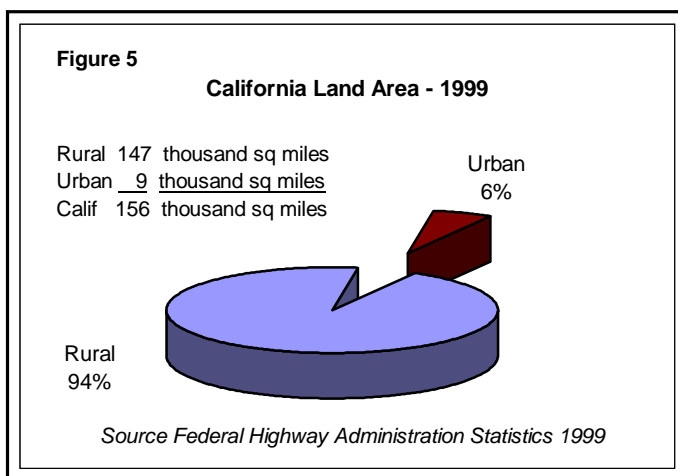 Figure 5
California Land Area - 1999
Rural 147 thousand sq miles
Urban 9 thousand sq miles
Calif 156 thousand sq miles
Urban
6%
Rural
94%
Source Federal Highway Administration Statistics 1999